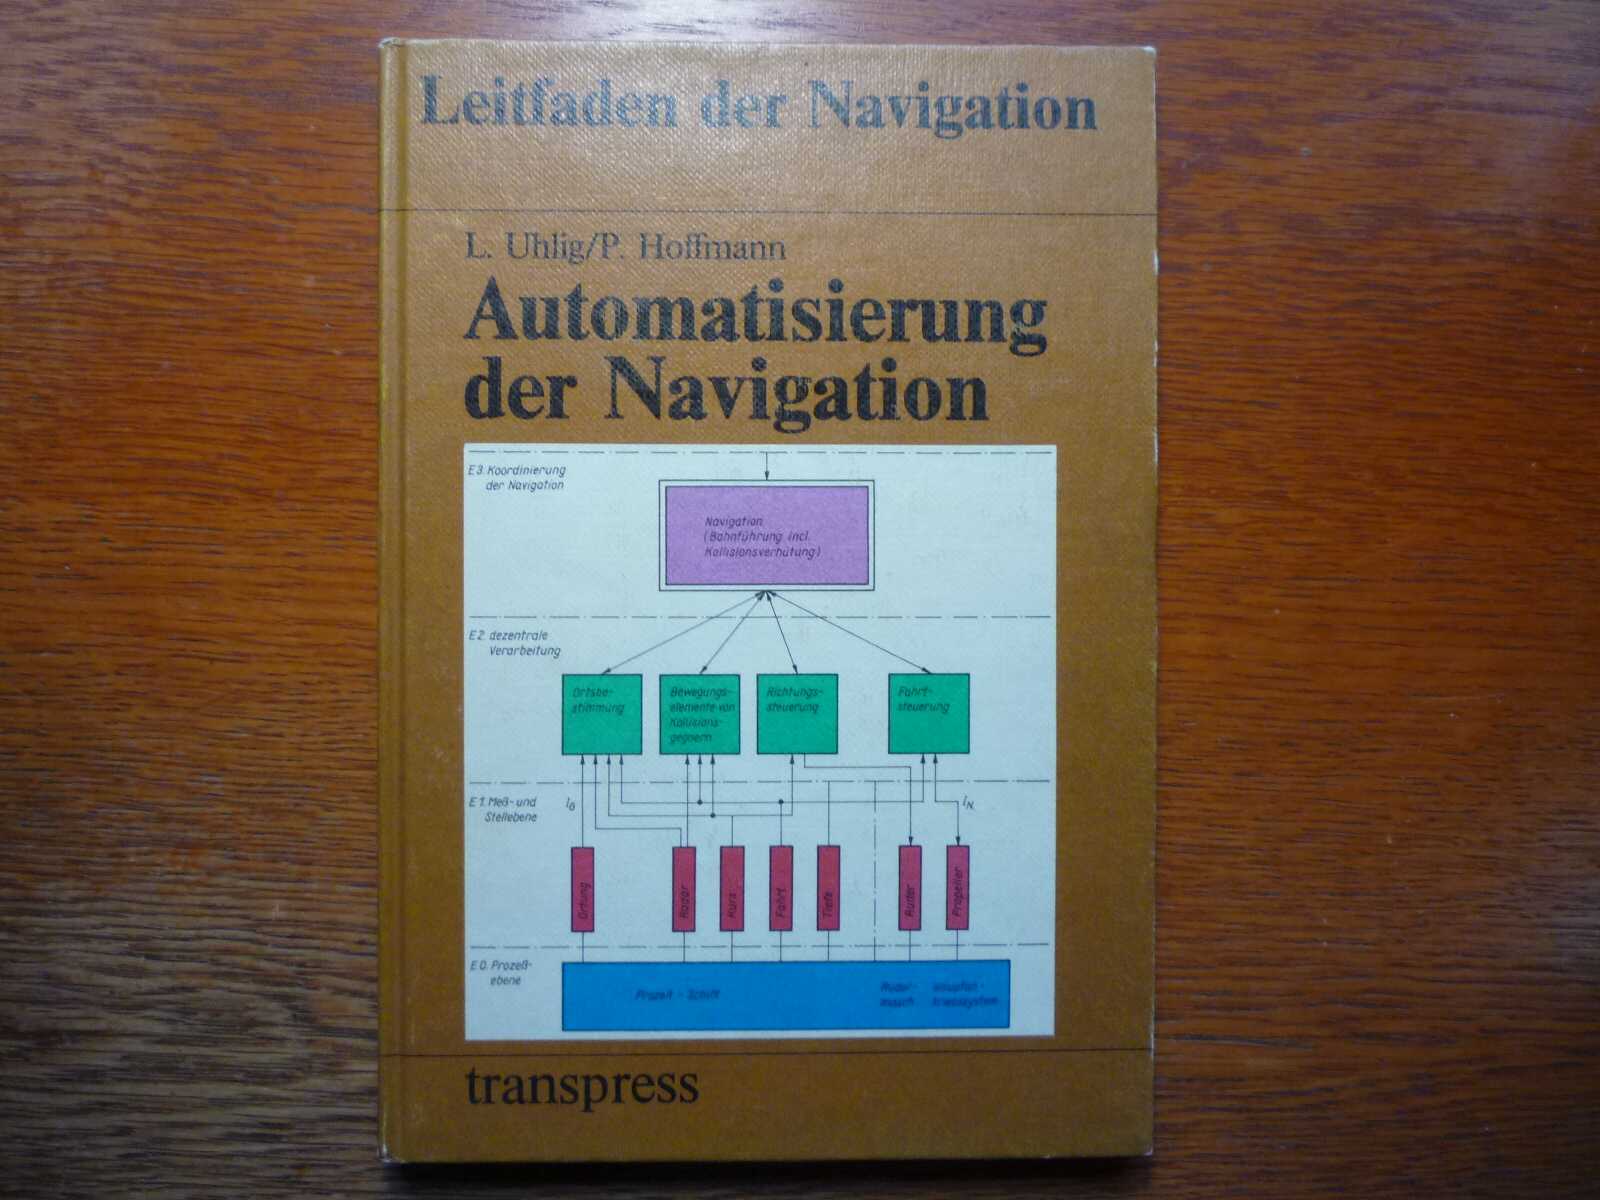 Leitfaden der Navigation
L. Uhlig/P. Hoffmann
Automatisierung
der Navigation
E3. Koordinierung
der Navigation
Navigation
(Bahnführung incl.
Kollisionsverhütung)
E2. dezentrale
Verarbeitung
Ortsbe-
stimmung
Bewegungs-
elemente von
Kollisions-
gegnern
Richtungs-
steuerung
Fahrt-
steuerung
E1. Meß- und
Stellebene
Ortung
Radar
Kurs
Fahrt
Tiefe
Ruder
Propeller
E0. Prozeß-
ebene
Prozeß - Schiff
Ruder-
masch.
Hauptan-
triebssystem
transpress